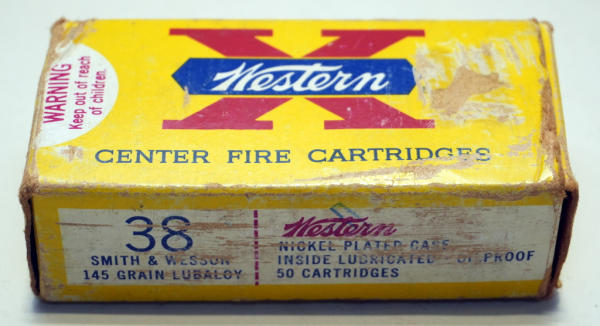 WARNING
Keep out of reach
of children.
X
Western
CENTER FIRE CARTRIDGES
38
SMITH & WESSON
145 GRAIN LUBALOY
Western
NICKEL PLATED CASE
INSIDE LUBRICATED PROOF
50 CARTRIDGES